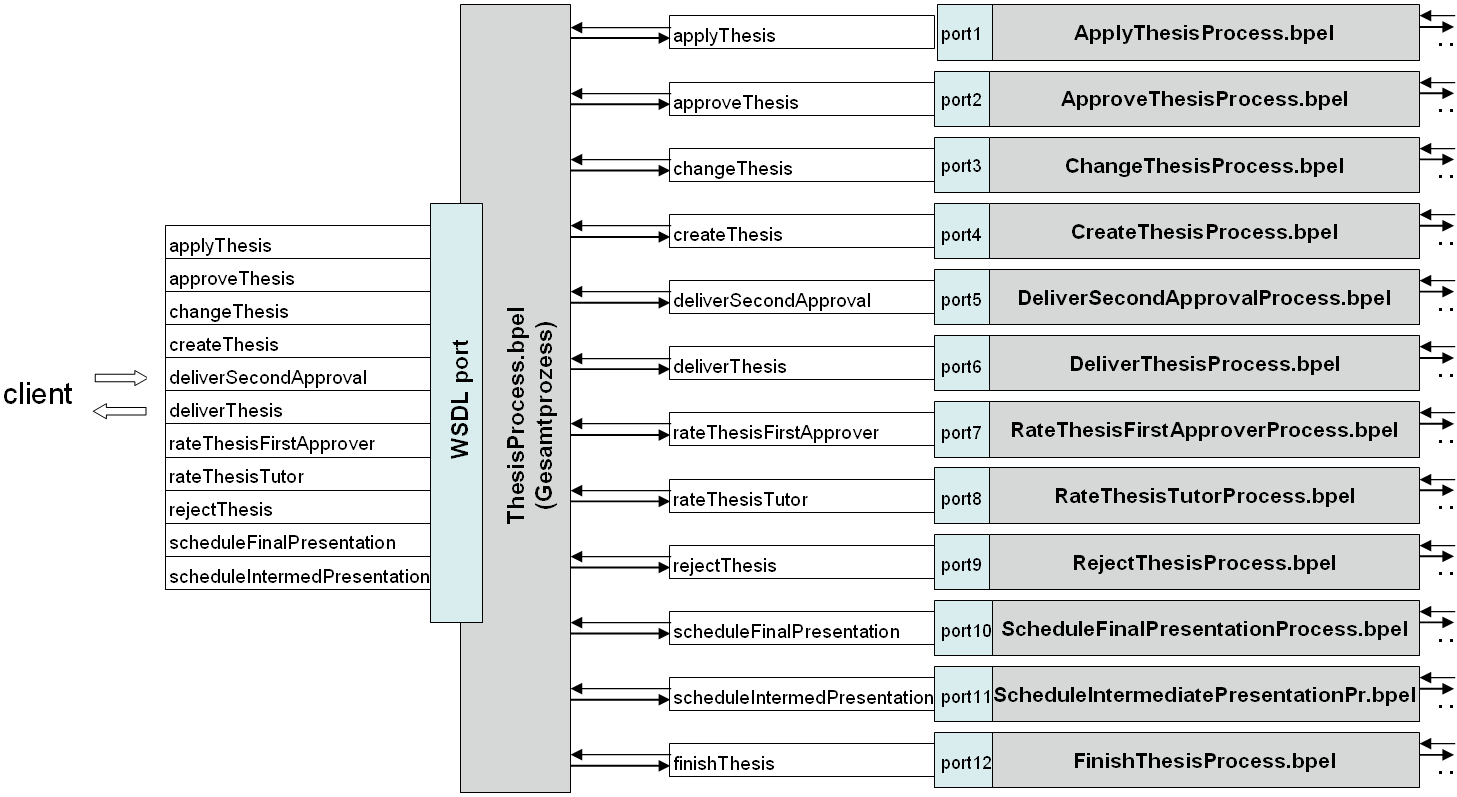 client
applyThesis
approveThesis
changeThesis
createThesis
deliverSecondApproval
deliverThesis
rateThesisFirstApprover
rateThesisTutor
rejectThesis
scheduleFinalPresentation
scheduleIntermedPresentation
WSDL port
ThesisProcess.bpel
(Gesamtprozess)
applyThesis port1 ApplyThesisProcess.bpel ..
approveThesis port2 ApproveThesisProcess.bpel ..
changeThesis port3 ChangeThesisProcess.bpel ..
createThesis port4 CreateThesisProcess.bpel ..
deliverSecondApproval port5 DeliverSecondApprovalProcess.bpel ..
deliverThesis port6 DeliverThesisProcess.bpel ..
rateThesisFirstApprover port7 RateThesisFirstApproverProcess.bpel ..
rateThesisTutor port8 RateThesisTutorProcess.bpel ..
rejectThesis port9 RejectThesisProcess.bpel ..
scheduleFinalPresentation port10 ScheduleFinalPresentationProcess.bpel ..
scheduleIntermedPresentation port11 ScheduleIntermediatePresentationPr.bpel ..
finishThesis port12 FinishThesisProcess.bpel ..